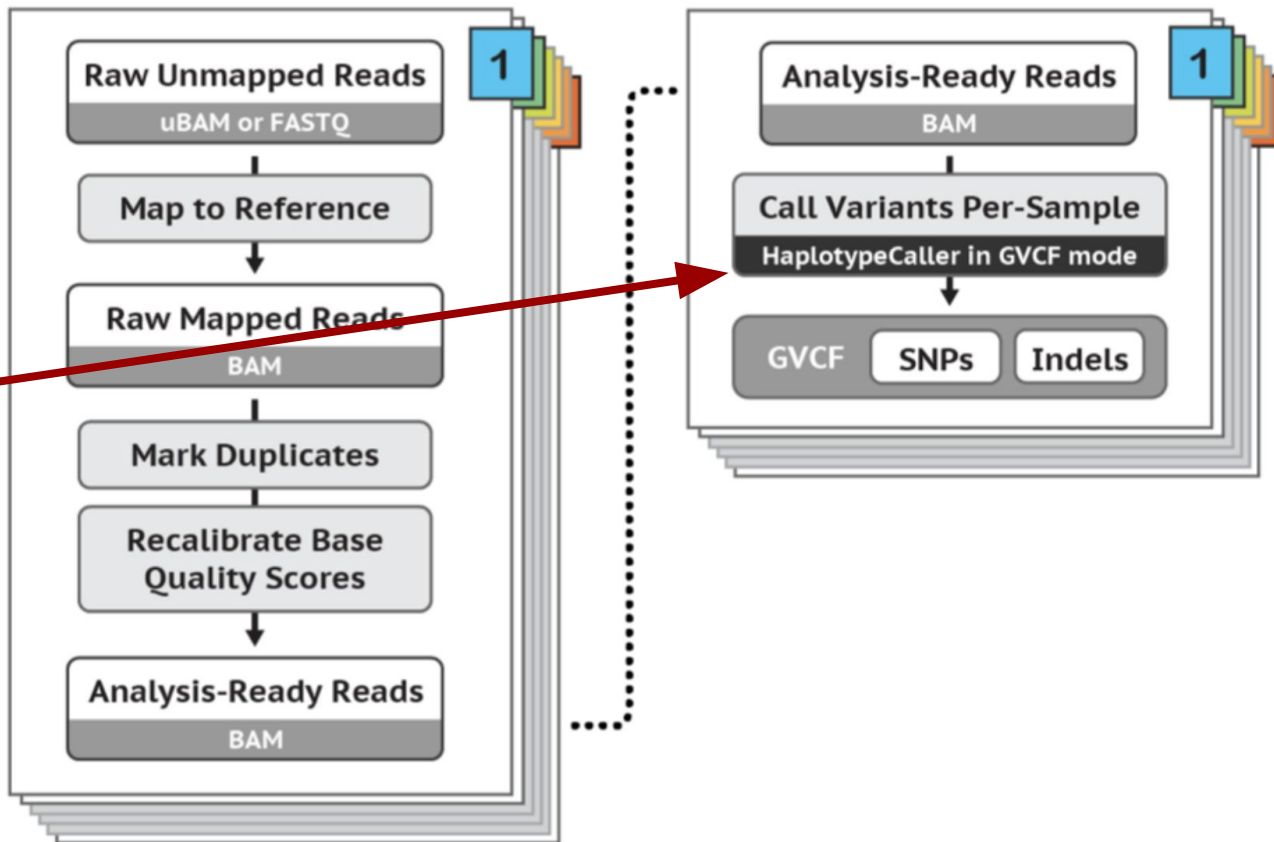 1
Raw Unmapped Reads
uBAM or FASTQ
Map to Reference
Raw Mapped Reads
BAM
Mark Duplicates
Recalibrate Base
Quality Scores
Analysis-Ready Reads
BAM
1
Analysis-Ready Reads
BAM
Call Variants Per-Sample
HaplotypeCaller in GVCF mode
GVCF SNPs Indels